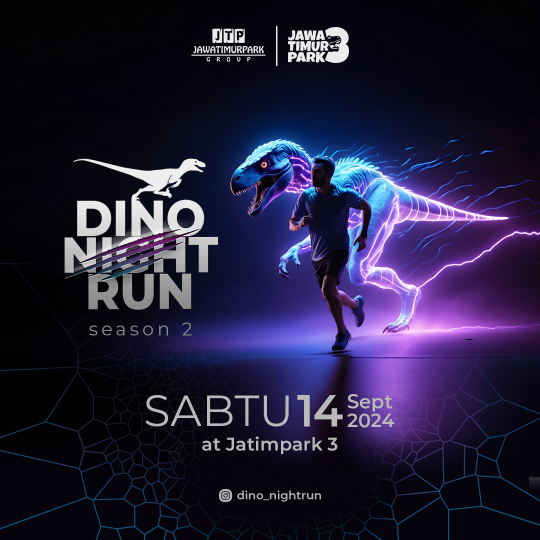 JTP
JAWATIMURPARK
GROUP
JAWA
TIMUR
PARK 3
DINO
NIGHT
RUN
season 2
SABTU 14 Sept
2024
at Jatimpark 3
dino_nightrun